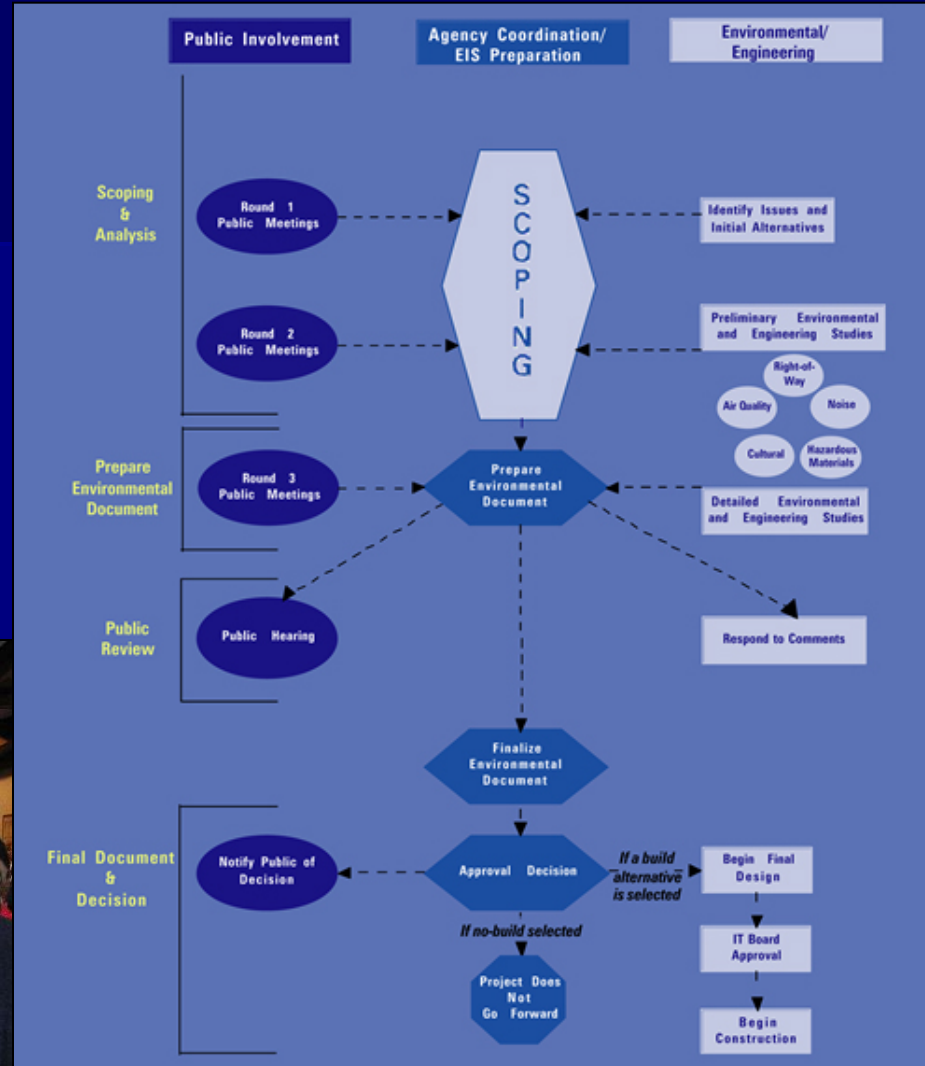 Public Involvement
Agency Coordination/
EIS Preparation
Environmental/
Engineering
Scoping
&
Analysis
Round 1
Public Meetings
SCOPING
Identify Issues and
Initial Alternatives
Round 2
Public Meetings
Preliminary Environmental
and Engineering Studies
Right-of-
Way
Air Quality
Noise
Cultural
Hazardous
Materials
Prepare
Environmental
Document
Round 3
Public Meetings
Prepare
Environmental
Document
Detailed Environmental
and Engineering Studies
Public
Review
Public Hearing
Respond to Comments
Finalize
Environmental
Document
Final Document
&
Decision
Notify Public of
Decision
Approval Decision
If a build
alternative
is selected
Begin Final
Design
If no-build selected
IT Board
Approval
Project Does
Not
Go Forward
Begin
Construction